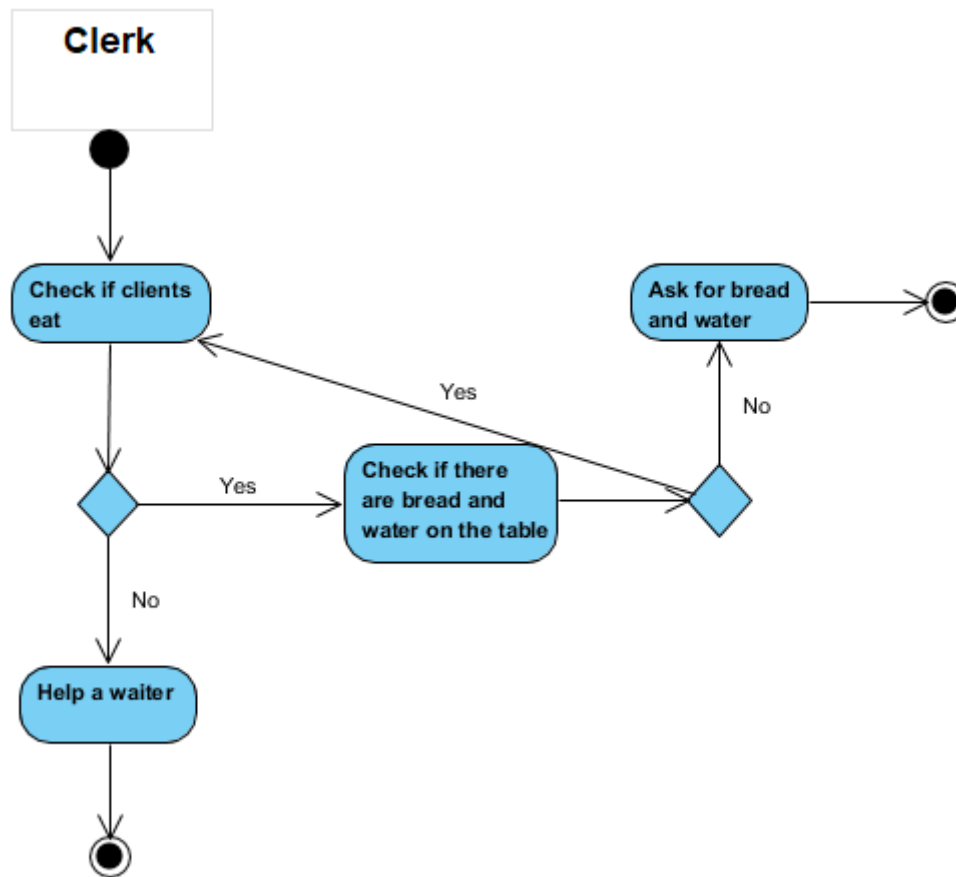 Clerk
Check if clients
eat
Ask for bread
and water
Yes
No
Check if there
are bread and
water on the table
Yes
No
Help a waiter